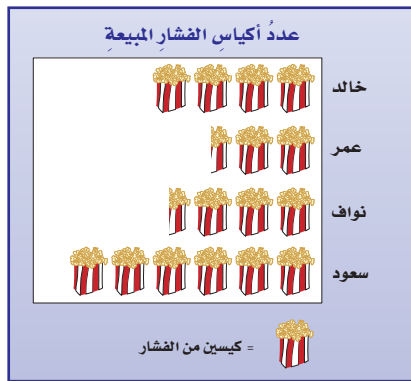 عددُ أكياسِ الفشارِ المبيعةِ
خالد
عمر
نواف
سعود
= كيسين من الفشار